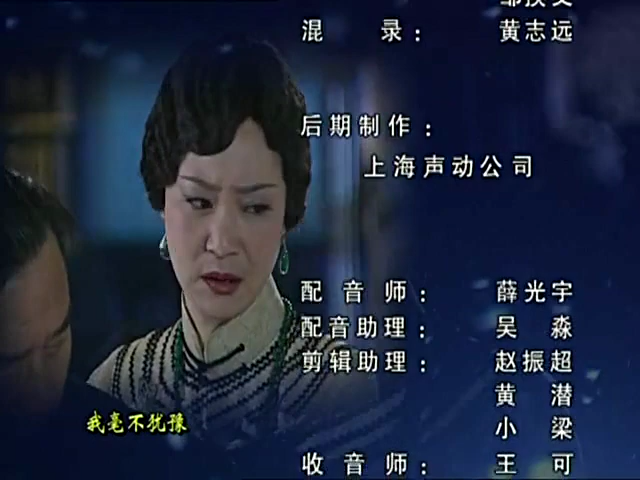 混 录： 黄志远
后期制作：
上海声动公司
配音师： 薛光宇
配音助理： 吴 淼
剪辑助理： 赵振超
黄 潜
小 梁
我毫不犹豫
收音师： 王 可